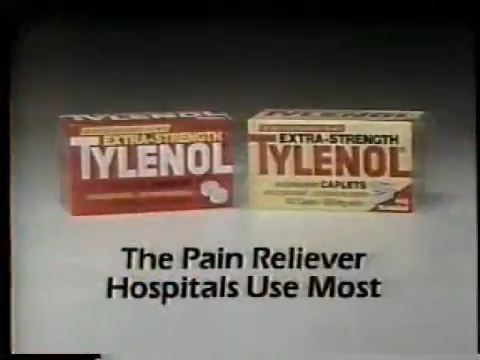 EXTRA-STRENGTH
TYLENOL
EXTRA-STRENGTH
TYLENOL
CAPLETS
The Pain Reliever
Hospitals Use Most